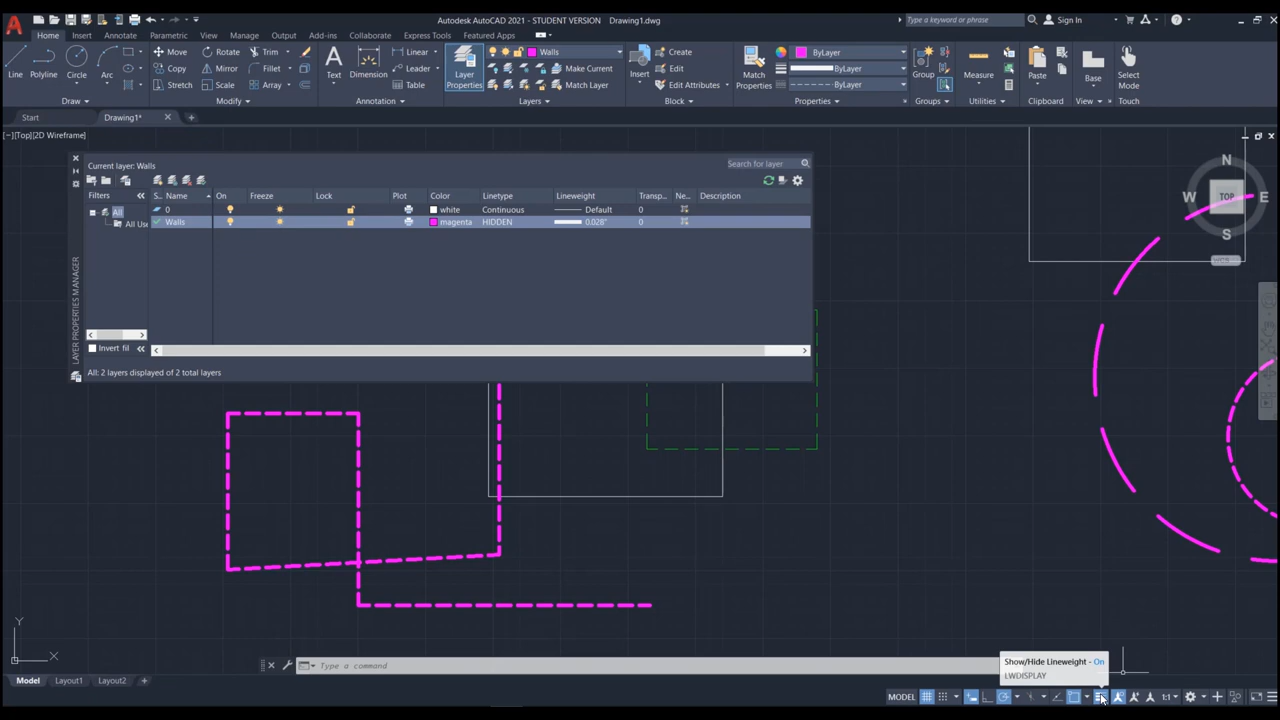 Autodesk AutoCAD 2021 - STUDENT VERSION Drawing1.dwg
Type a keyword or phrase
Sign In
Home Insert Annotate Parametric View Manage Output Add-ins Collaborate Express Tools Featured Apps
Line Polyline Circle Arc
Move Rotate Trim
Copy Mirror Fillet
Stretch Scale Array
Text Dimension
Linear
Leader
Table
Layer Properties
Walls
Make Current
Match Layer
Insert
Create
Edit
Edit Attributes
Match Properties
ByLayer
ByLayer
ByLayer
Group
Measure
Paste
Base
Select Mode
Draw Modify Annotation Layers Block Properties Groups Utilities Clipboard View Touch
Start Drawing1*
[−][Top][2D Wireframe]
Current layer: Walls
Search for layer
Filters
S.. Name On Freeze Lock Plot Color Linetype Lineweight Transp... Ne... Description
All
All Use
0 white Continuous Default 0
Walls magenta HIDDEN 0.028" 0
Invert fil
All: 2 layers displayed of 2 total layers
LAYER PROPERTIES MANAGER
N
W TOP E
S
WCS
Y
X
Type a command
Show/Hide Lineweight - On
LWDISPLAY
Model Layout1 Layout2
MODEL
1:1